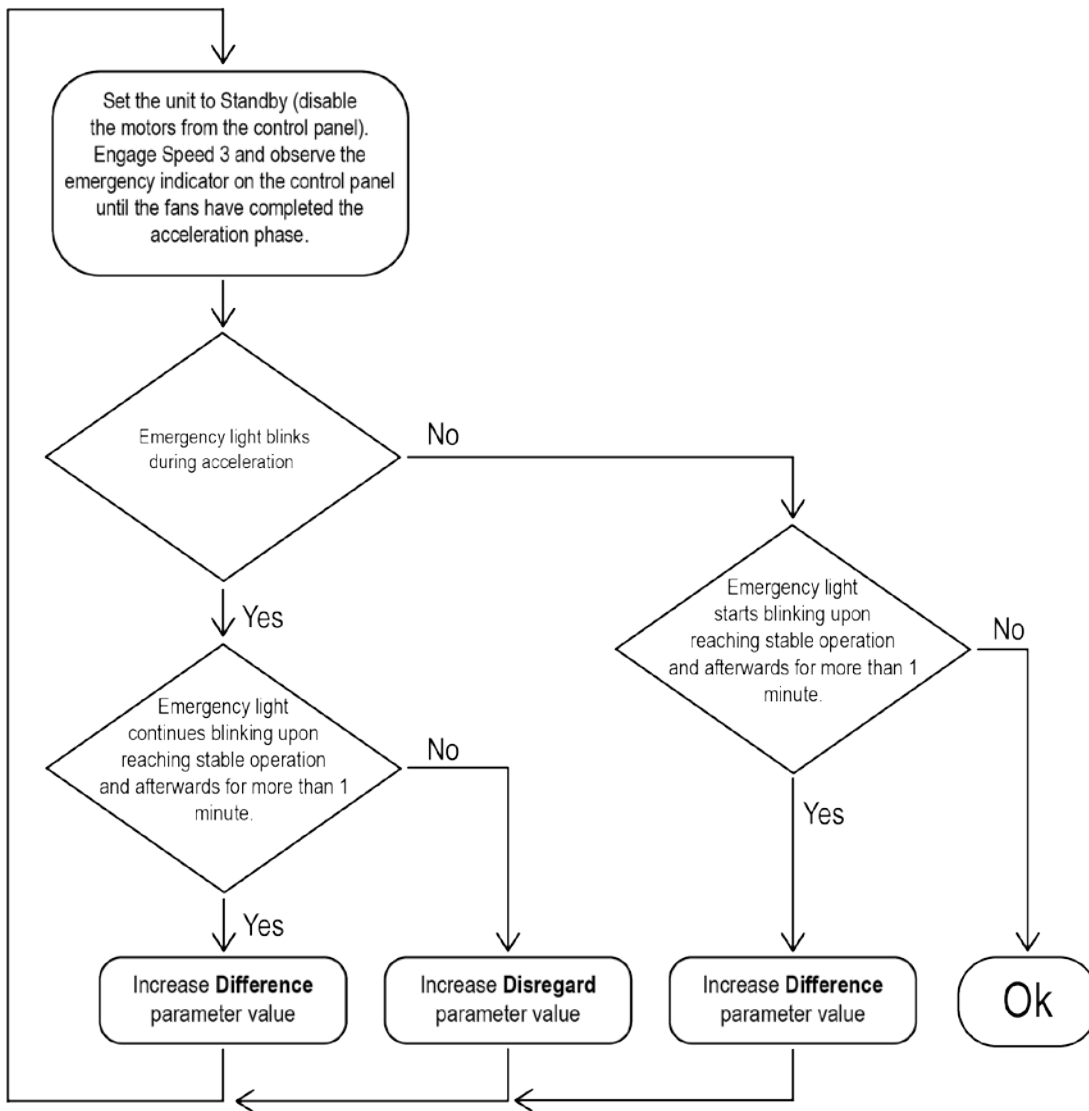 Set the unit to Standby (disable
the motors from the control panel).
Engage Speed 3 and observe the
emergency indicator on the control panel
until the fans have completed the
acceleration phase.
Emergency light blinks
during acceleration
No
Yes
Emergency light
starts blinking upon
reaching stable operation
and afterwards for more than 1
minute.
No
Yes
Emergency light
continues blinking upon
reaching stable operation
and afterwards for more than 1
minute.
No
Yes
Increase Difference
parameter value
Increase Disregard
parameter value
Increase Difference
parameter value
Ok